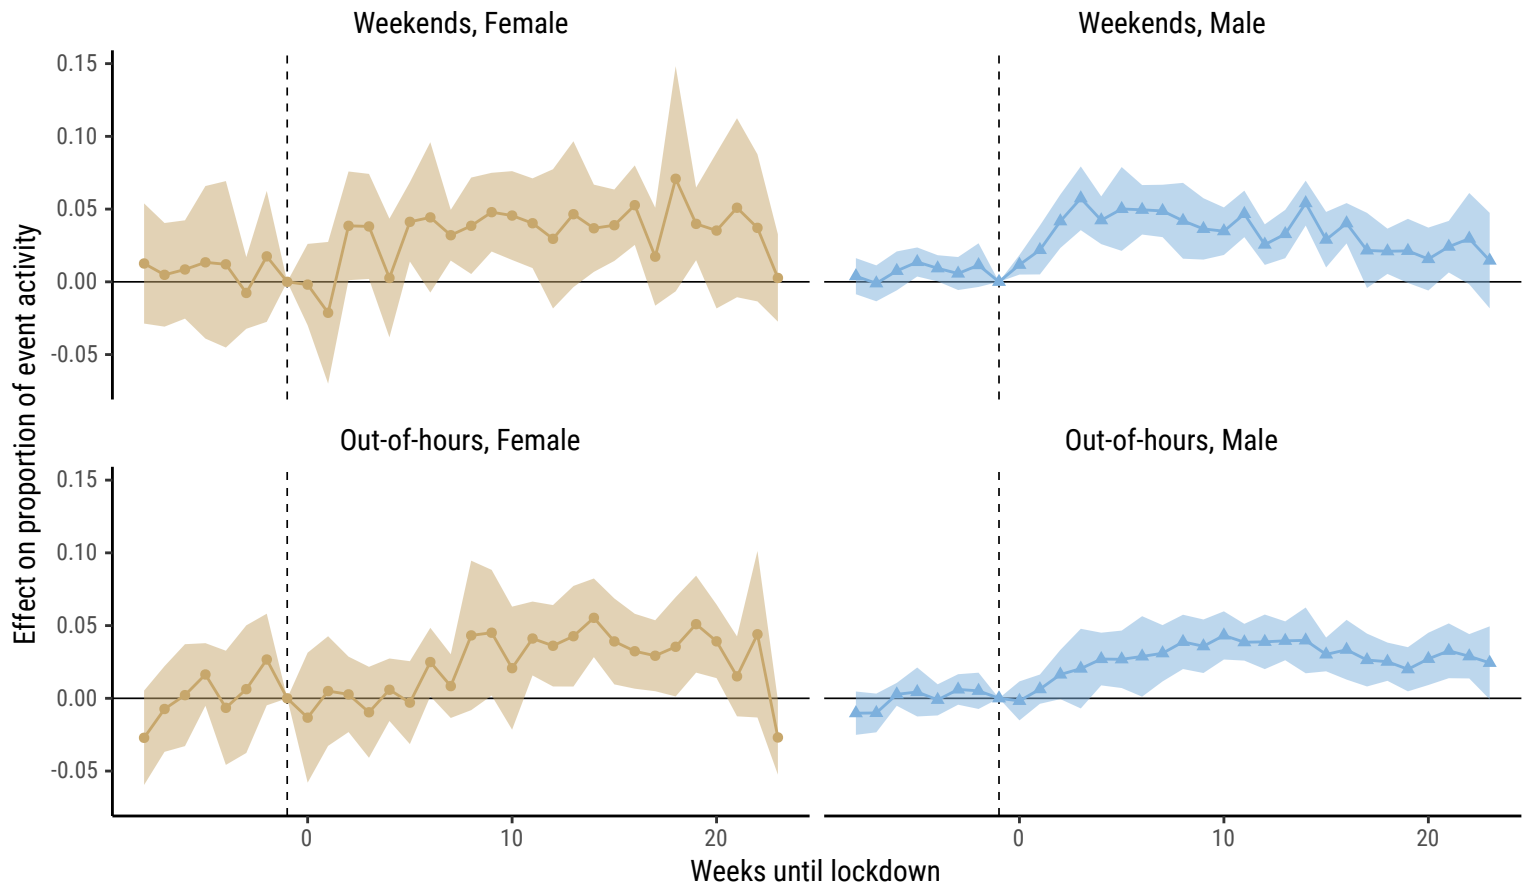 Weekends, Female
Weekends, Male
0.15
0.10
0.05
0.00
-0.05
Out-of-hours, Female
Out-of-hours, Male
0.15
0.10
0.05
0.00
-0.05
0 10 20
0 10 20
Weeks until lockdown
Effect on proportion of event activity